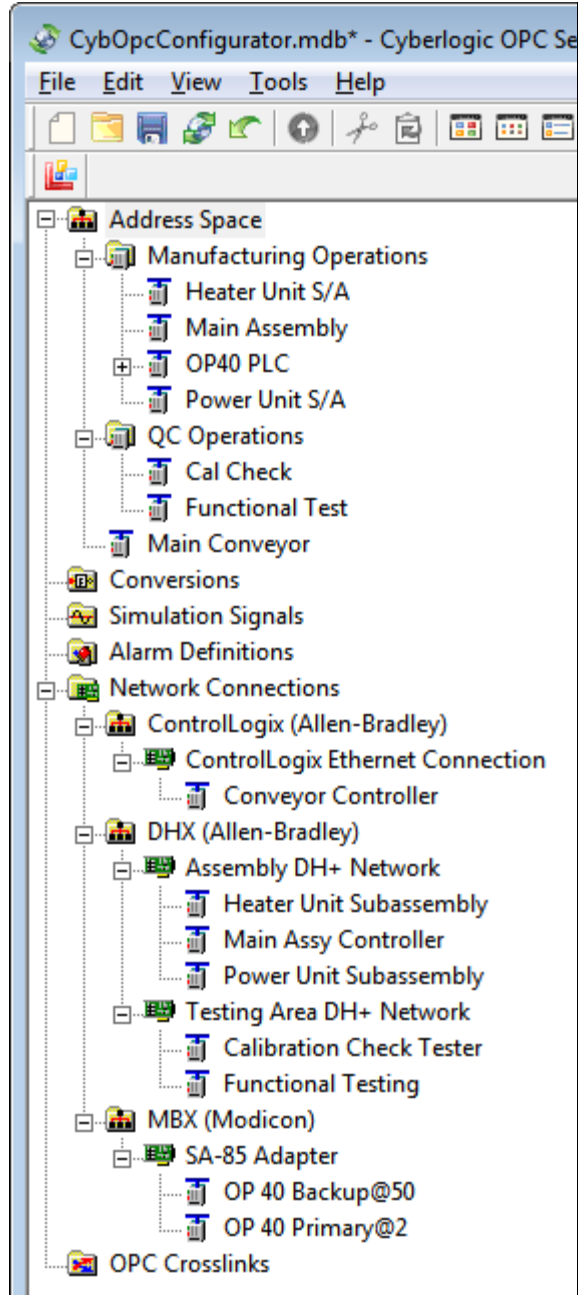 CybOpcConfigurator.mdb* - Cyberlogic OPC Se
File Edit View Tools Help
Address Space
Manufacturing Operations
Heater Unit S/A
Main Assembly
OP40 PLC
Power Unit S/A
QC Operations
Cal Check
Functional Test
Main Conveyor
Conversions
Simulation Signals
Alarm Definitions
Network Connections
ControlLogix (Allen-Bradley)
ControlLogix Ethernet Connection
Conveyor Controller
DHX (Allen-Bradley)
Assembly DH+ Network
Heater Unit Subassembly
Main Assy Controller
Power Unit Subassembly
Testing Area DH+ Network
Calibration Check Tester
Functional Testing
MBX (Modicon)
SA-85 Adapter
OP 40 Backup@50
OP 40 Primary@2
OPC Crosslinks